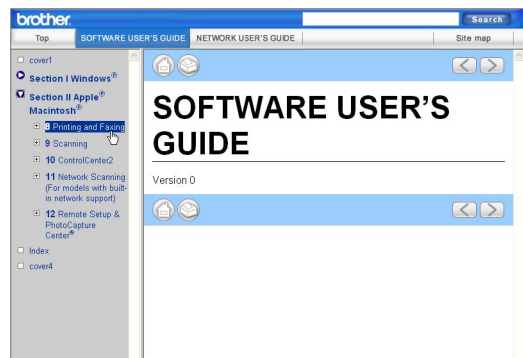 brother.
Search
Top SOFTWARE USER'S GUIDE NETWORK USER'S GUIDE Site map
cover1
Section I Windows®
Section II Apple®
Macintosh®
8 Printing and Faxing
9 Scanning
10 ControlCenter2
11 Network Scanning
(For models with built-
in network support)
12 Remote Setup &
PhotoCapture
Center®
Index
cover4
SOFTWARE USER'S
GUIDE
Version 0